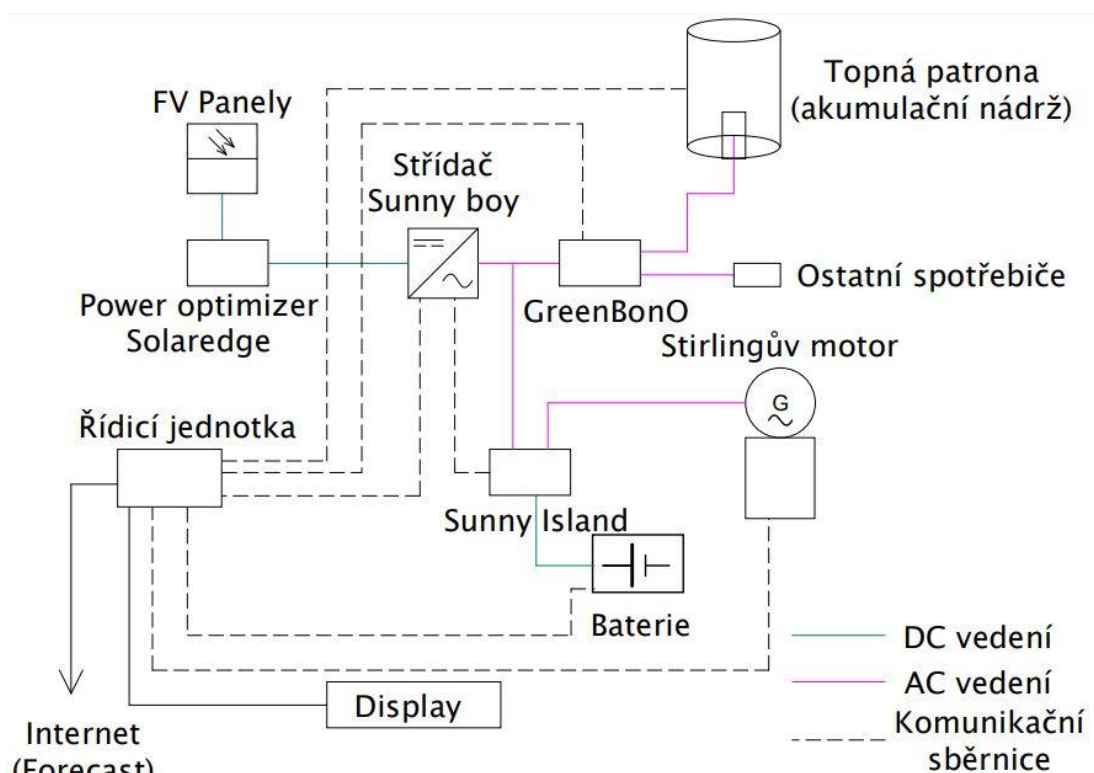 Topná patrona
(akumulační nádrž)
FV Panely
Střídač
Sunny boy
Power optimizer
Solaredge
GreenBonO
Ostatní spotřebiče
Stirlingův motor
G
Řídicí jednotka
Sunny Island
Baterie
DC vedení
AC vedení
Komunikační
sběrnice
Display
Internet
(Forecast)